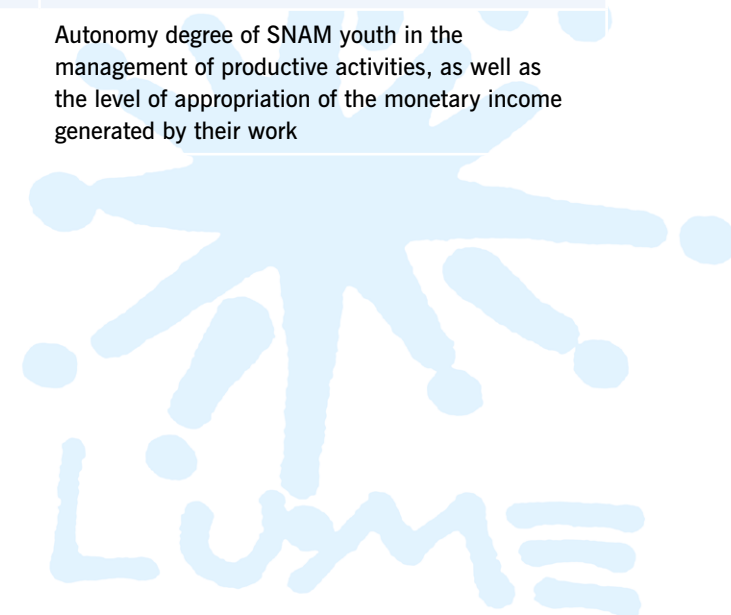 Autonomy degree of SNAM youth in the
management of productive activities, as well as
the level of appropriation of the monetary income
generated by their work
LUME